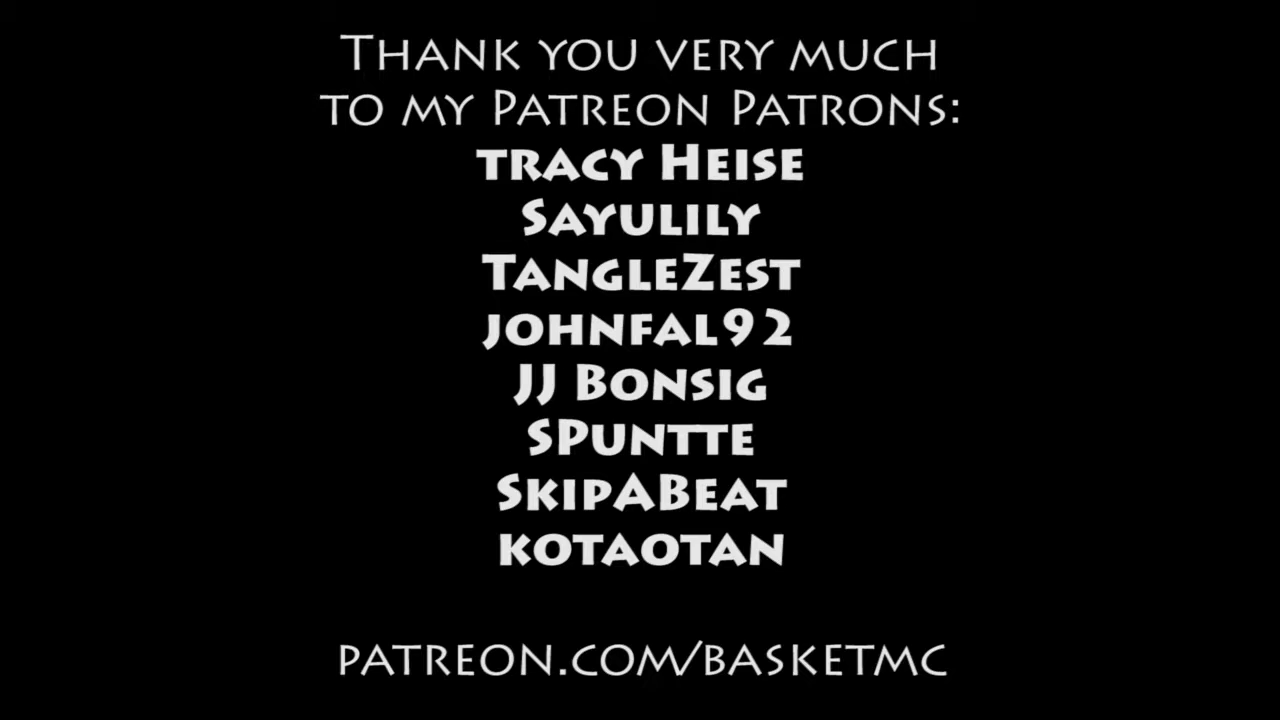 Thank you very much
to my Patreon Patrons:
tracy Heise
Sayulily
TangleZest
johnfal92
JJ Bonsig
SPuntte
SkipABeat
kotaotan
patreon.com/basketmc